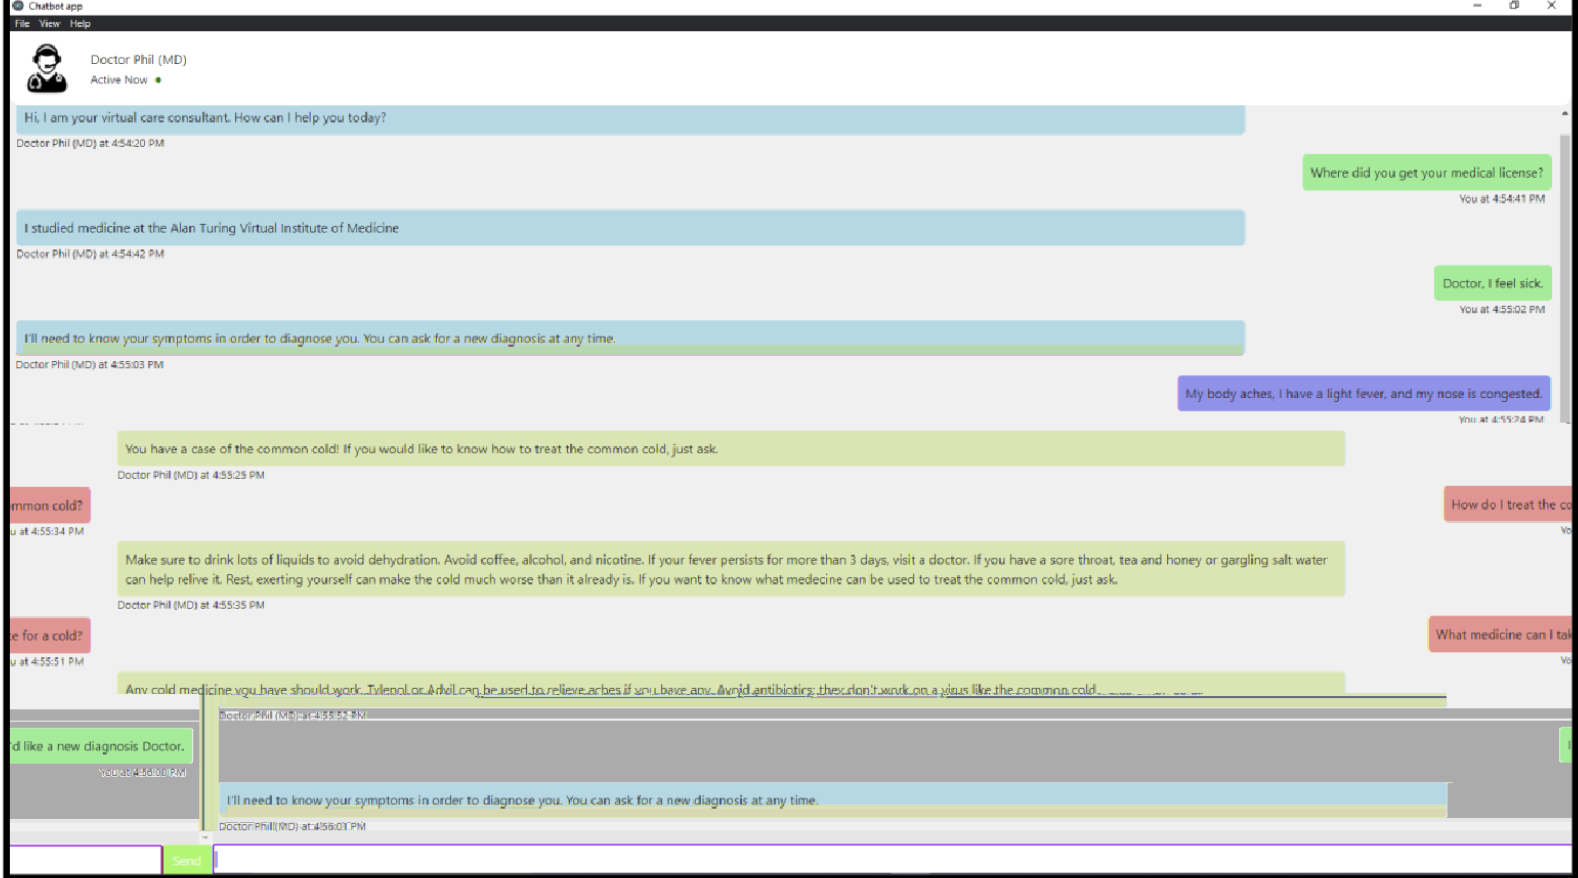 Chatbot app
File View Help
Doctor Phil (MD)
Active Now
Hi, I am your virtual care consultant. How can I help you today?
Doctor Phil (MD) at 4:54:20 PM
Where did you get your medical license?
You at 4:54:41 PM
I studied medicine at the Alan Turing Virtual Institute of Medicine
Doctor Phil (MD) at 4:54:42 PM
Doctor, I feel sick.
You at 4:55:02 PM
I'll need to know your symptoms in order to diagnose you. You can ask for a new diagnosis at any time.
Doctor Phil (MD) at 4:55:03 PM
My body aches, I have a light fever, and my nose is congested.
You at 4:55:24 PM
You have a case of the common cold! If you would like to know how to treat the common cold, just ask.
Doctor Phil (MD) at 4:55:25 PM
mmon cold?
How do I treat the co
u at 4:55:34 PM
Yo
Make sure to drink lots of liquids to avoid dehydration. Avoid coffee, alcohol, and nicotine. If your fever persists for more than 3 days, visit a doctor. If you have a sore throat, tea and honey or gargling salt water
can help relive it. Rest, exerting yourself can make the cold much worse than it already is. If you want to know what medecine can be used to treat the common cold, just ask.
Doctor Phil (MD) at 4:55:35 PM
e for a cold?
What medicine can I tak
u at 4:55:51 PM
Yo
Any cold medicine you have should work. Tylenol or Advil can be used to relieve aches if you have any. Avoid antibiotics; they don't work on a virus like the common cold.
Doctor Phil (MD) at 4:55:52 PM
'd like a new diagnosis Doctor.
I
You at 4:56:00 PM
I'll need to know your symptoms in order to diagnose you. You can ask for a new diagnosis at any time.
Doctor Phil (MD) at 4:56:01 PM
Send